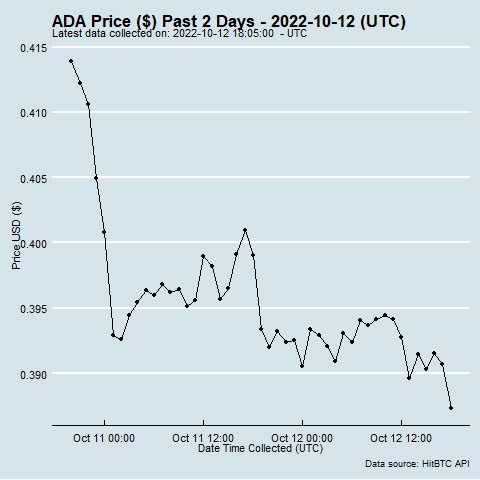 ADA Price ($) Past 2 Days - 2022-10-12 (UTC)
Latest data collected on: 2022-10-12 18:05:00  - UTC
0.415
0.410
0.405
0.400
0.395
0.390
Price USD ($)
Oct 11 00:00
Oct 11 12:00
Oct 12 00:00
Oct 12 12:00
Date Time Collected (UTC)
Data source: HitBTC API